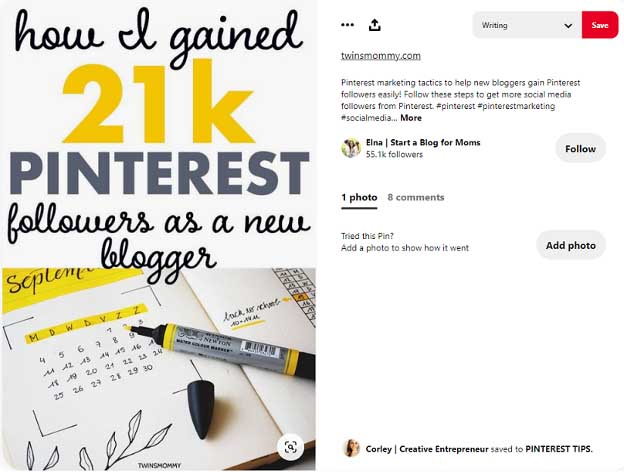 how I gained
21k
PINTEREST
followers as a new
blogger
September
M D W D V Z Z
1 2 3
4 5 6 7 8 9 10
11 12 13 14 15 16 17
18 19 20 21 22 23 24
25 26 27 28 29 30
back to school
WINSOR
& NEWTON
WATER COLOUR MARKER
TWINSMOMMY
Writing
Save
twinsmommy.com
Pinterest marketing tactics to help new bloggers gain Pinterest
followers easily! Follow these steps to get more social media
followers from Pinterest. #pinterest #pinterestmarketing
#socialmedia... More
Elna | Start a Blog for Moms
55.1k followers
Follow
1 photo 8 comments
Tried this Pin?
Add a photo to show how it went
Add photo
Corley | Creative Entrepreneur saved to PINTEREST TIPS.